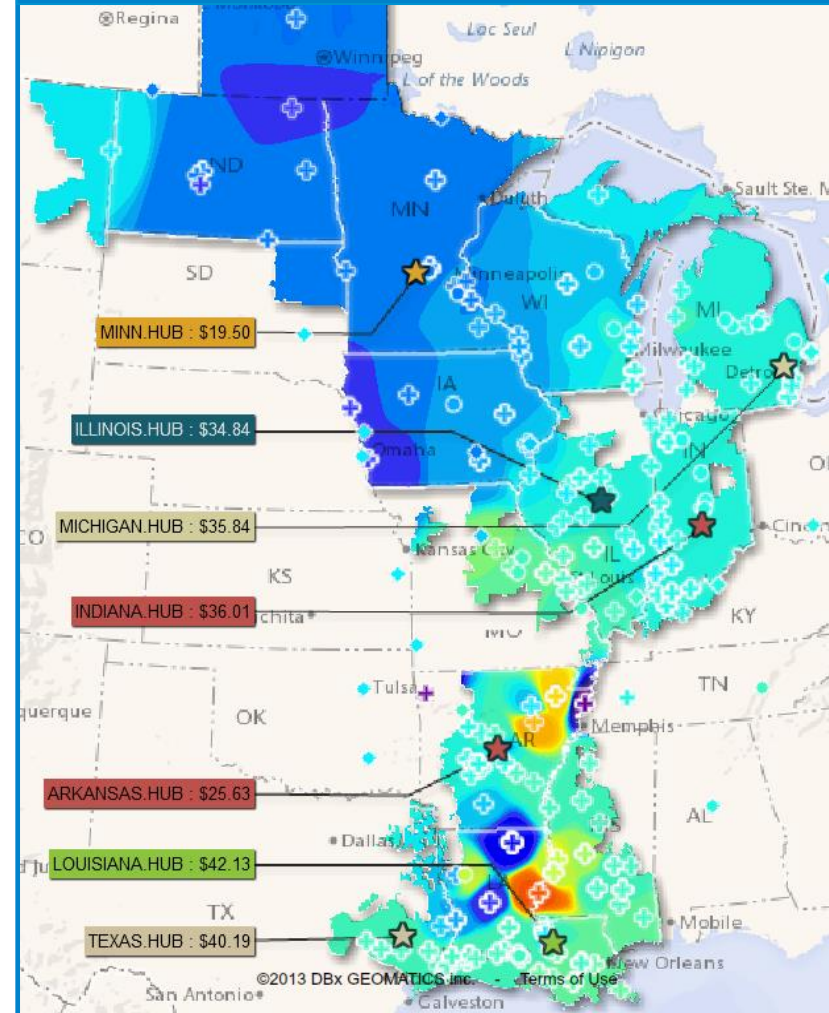 Regina
Winnipeg
Lac Seul
L Nipigon
L of the Woods
ND
MN
Duluth
Sault Ste. M
SD
Minneapolis
WI
MI
MINN.HUB : $19.50
Milwaukee
Detro
IA
Chicago
ILLINOIS.HUB : $34.84
Omaha
IN
O
MICHIGAN.HUB : $35.84
Cincin
CO
Kansas City
IL
KS
St Louis
INDIANA.HUB : $36.01
chita
KY
MO
Tulsa
TN
querque
OK
Memphis
AR
ARKANSAS.HUB : $25.63
AL
Dallas
LOUISIANA.HUB : $42.13
TX
Mobile
TEXAS.HUB : $40.19
New Orleans
©2013 DBx GEOMATICS Inc. - Terms of Use
San Antonio
Galveston